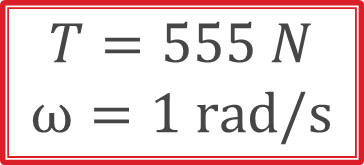 T = 555 N
ω = 1 rad/s